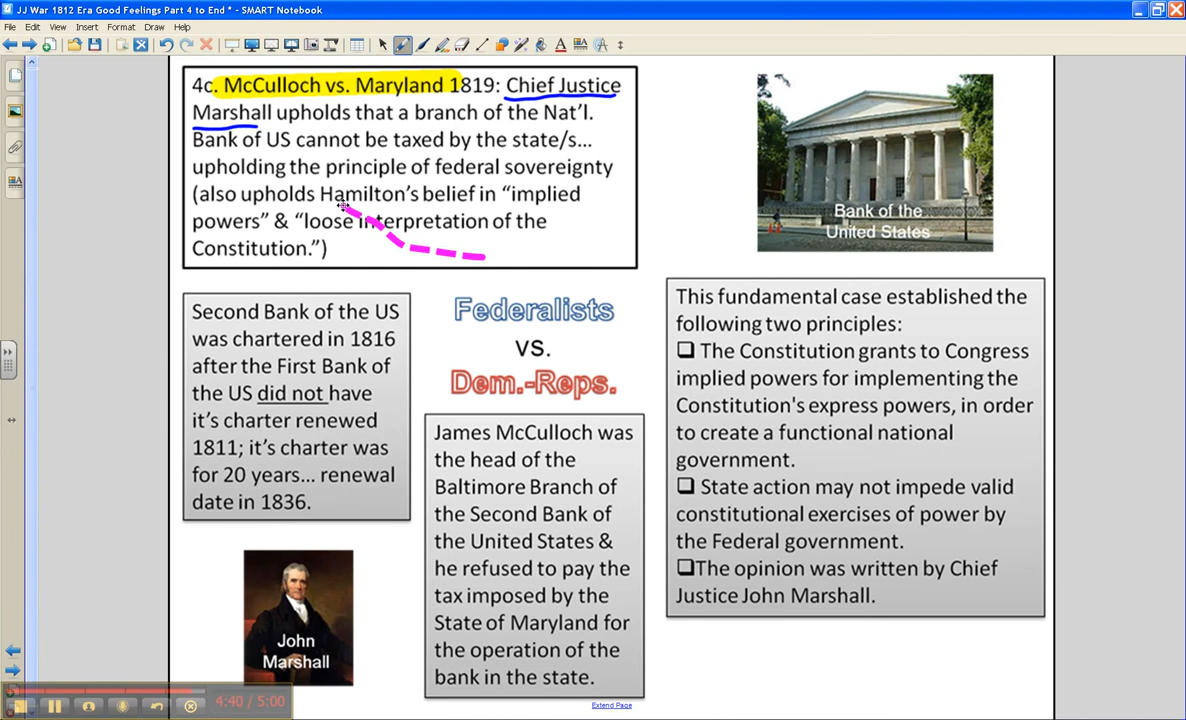 JJ War 1812 Era Good Feelings Part 4 to End * - SMART Notebook
File Edit View Insert Format Draw Help
4c. McCulloch vs. Maryland 1819: Chief Justice
Marshall upholds that a branch of the Nat'l.
Bank of US cannot be taxed by the state/s...
upholding the principle of federal sovereignty
(also upholds Hamilton's belief in "implied
powers" & "loose interpretation of the
Constitution.")
Bank of the
United States
Second Bank of the US
was chartered in 1816
after the First Bank of
the US did not have
it's charter renewed
1811; it's charter was
for 20 years... renewal
date in 1836.
Federalists
vs.
Dem.-Reps.
James McCulloch was
the head of the
Baltimore Branch of
the Second Bank of
the United States &
he refused to pay the
tax imposed by the
State of Maryland for
the operation of the
bank in the state.
This fundamental case established the
following two principles:
❑ The Constitution grants to Congress
implied powers for implementing the
Constitution's express powers, in order
to create a functional national
government.
❑ State action may not impede valid
constitutional exercises of power by
the Federal government.
❑The opinion was written by Chief
Justice John Marshall.
John
Marshall
4:40 / 5:00
Extend Page